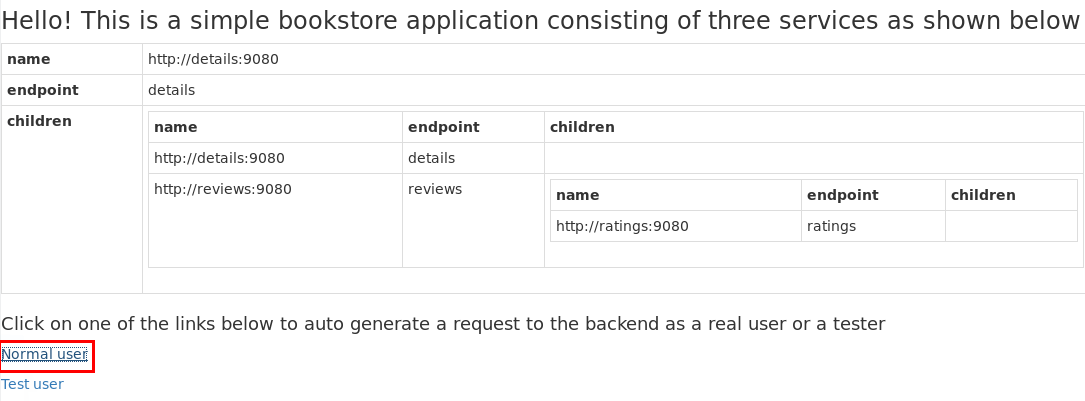 Hello! This is a simple bookstore application consisting of three services as shown below
name http://details:9080
endpoint details
children
name endpoint children
http://details:9080 details
http://reviews:9080 reviews
name endpoint children
http://ratings:9080 ratings
Click on one of the links below to auto generate a request to the backend as a real user or a tester
Normal user
Test user